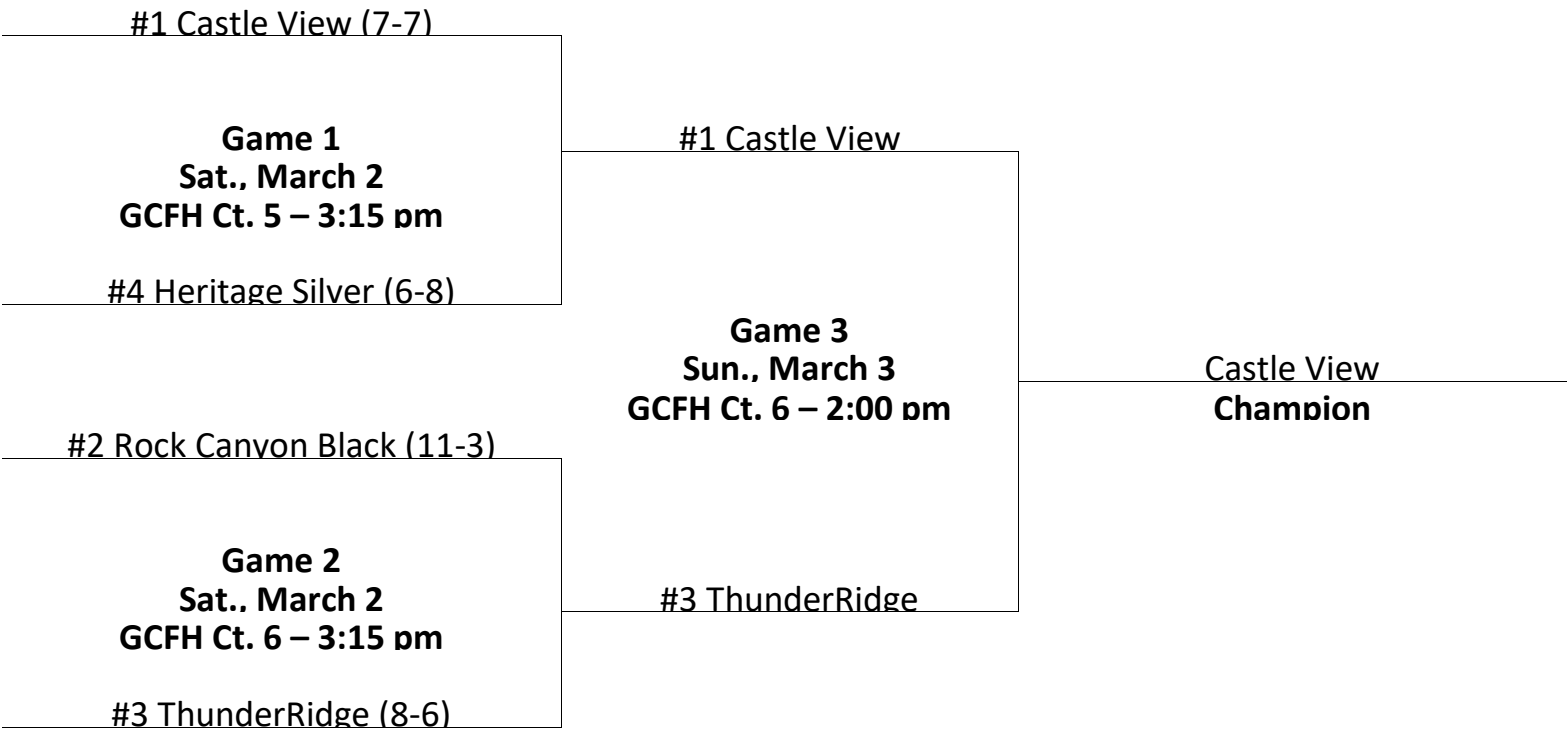 #1 Castle View (7-7)
Game 1
Sat., March 2
GCFH Ct. 5 – 3:15 pm
#4 Heritage Silver (6-8)
#2 Rock Canyon Black (11-3)
Game 2
Sat., March 2
GCFH Ct. 6 – 3:15 pm
#3 ThunderRidge (8-6)
#1 Castle View
Game 3
Sun., March 3
GCFH Ct. 6 – 2:00 pm
#3 ThunderRidge
Castle View
Champion